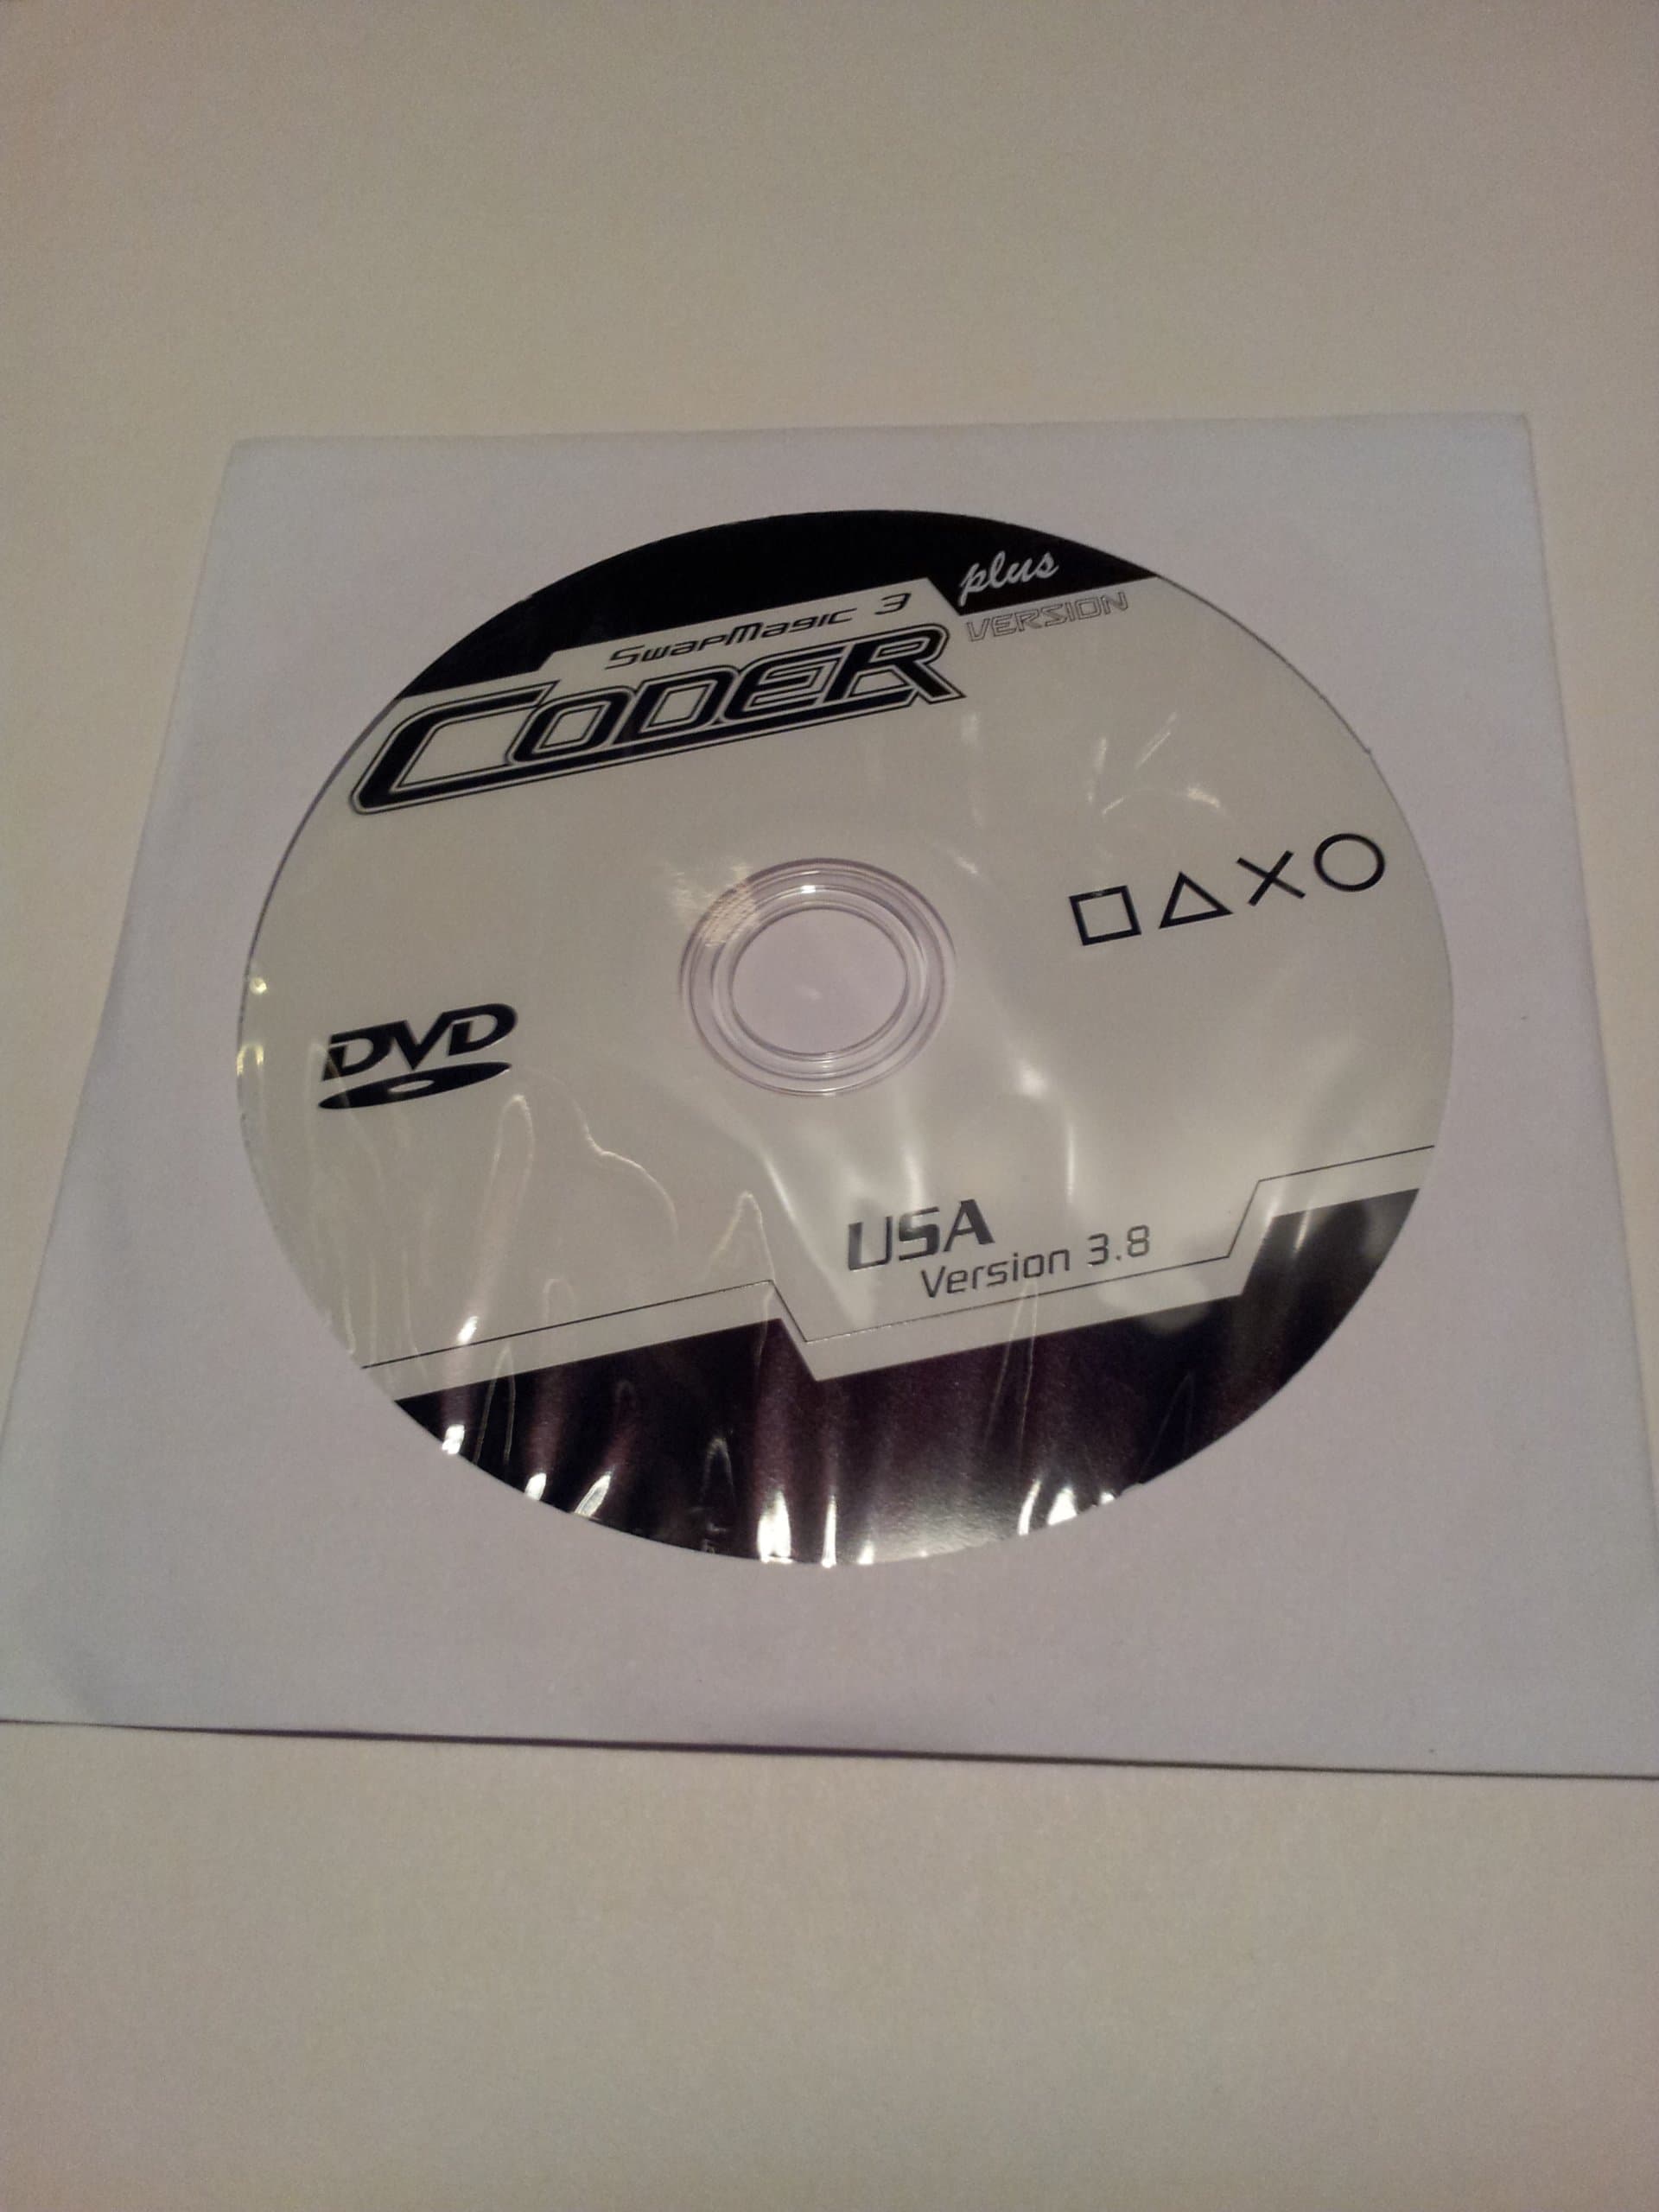 plus
SwapMagic 3
VERSION
CODER
DVD
USA
Version 3.8